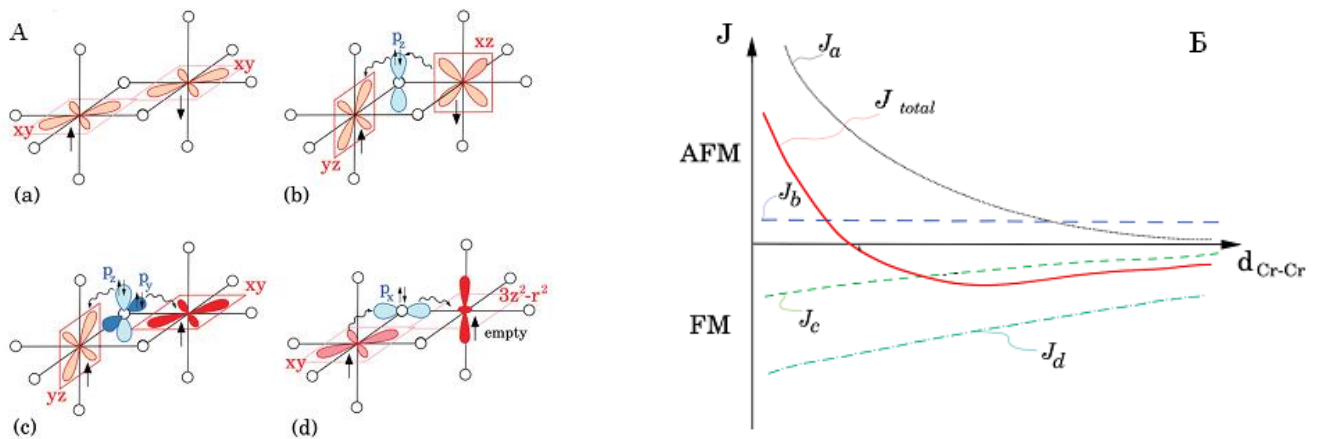 А
xy
xy
(a)
p_z
xz
yz
(b)
p_z
p_y
xy
yz
(c)
p_x
3z²-r²
empty
xy
(d)
Б
J
J_a
J_total
AFM
J_b
d_Cr-Cr
FM
J_c
J_d